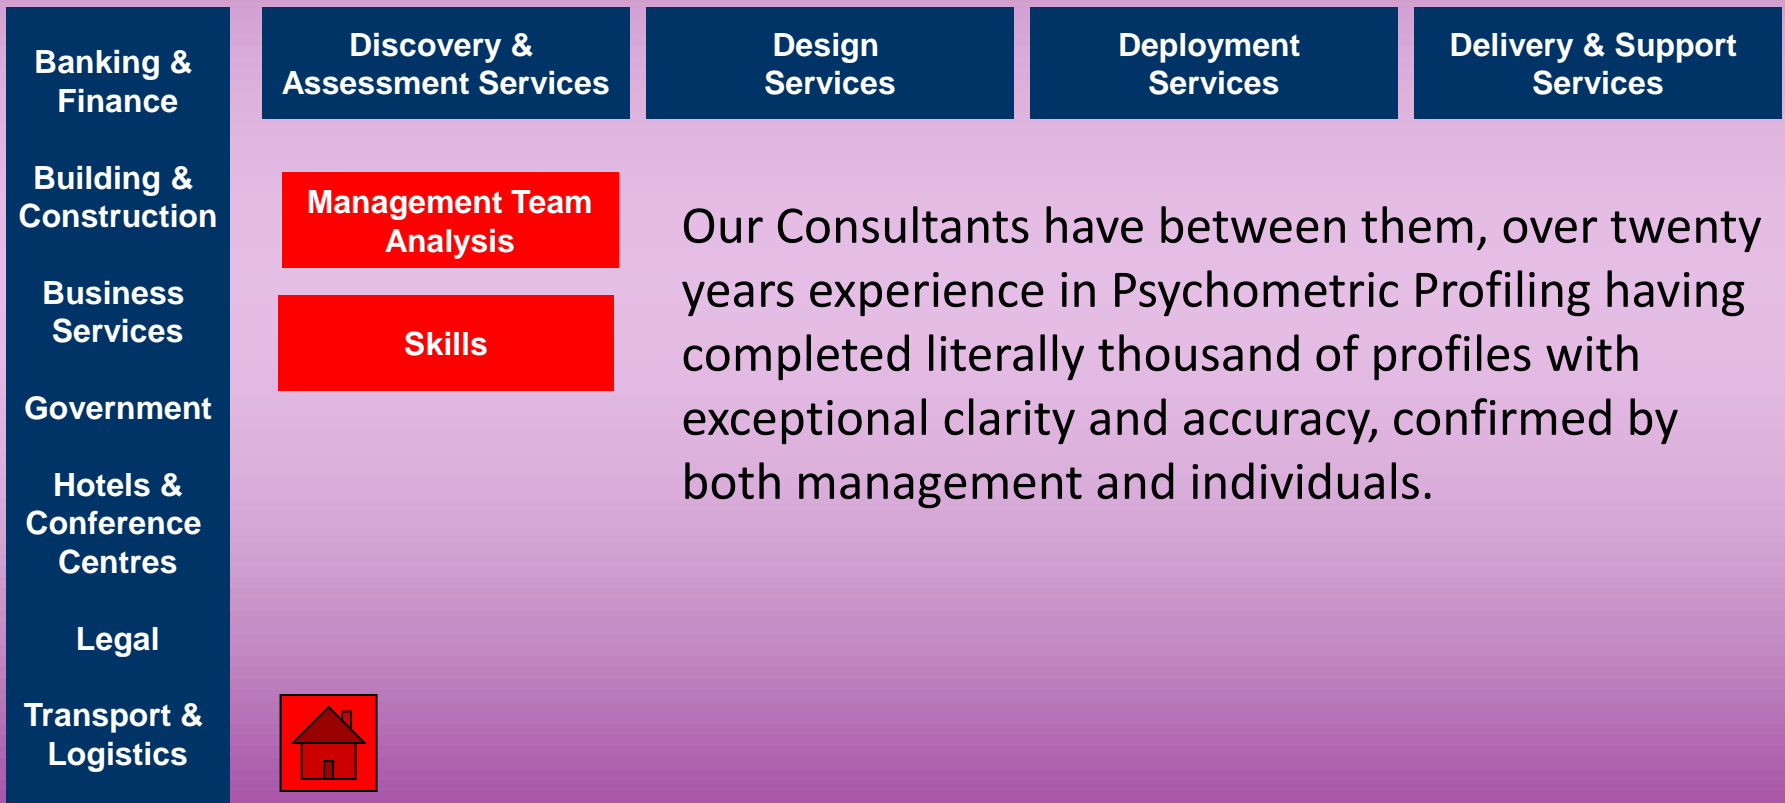 Banking &
Finance
Building &
Construction
Business
Services
Government
Hotels &
Conference
Centres
Legal
Transport &
Logistics
Discovery &
Assessment Services
Design
Services
Deployment
Services
Delivery & Support
Services
Management Team
Analysis
Skills
Our Consultants have between them, over twenty
years experience in Psychometric Profiling having
completed literally thousand of profiles with
exceptional clarity and accuracy, confirmed by
both management and individuals.